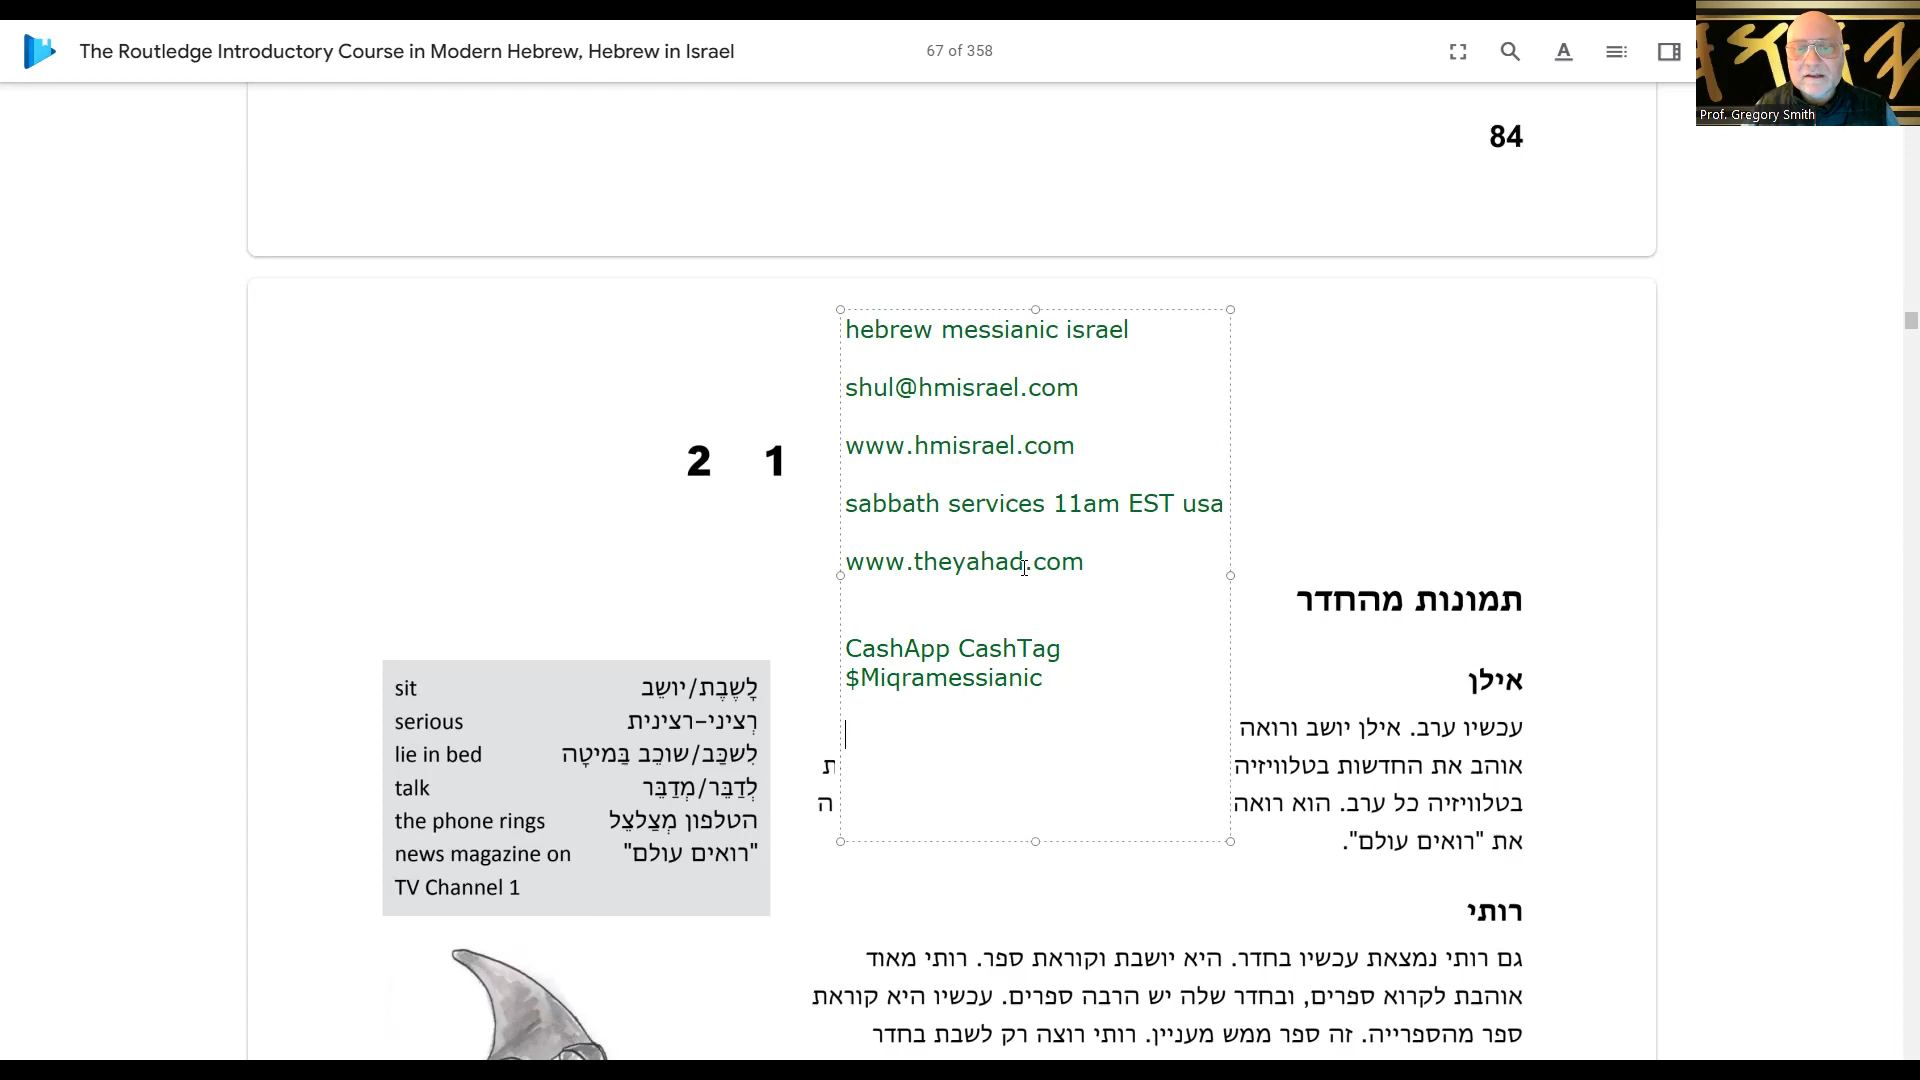 The Routledge Introductory Course in Modern Hebrew, Hebrew in Israel
67 of 358
Prof. Gregory Smith
84
hebrew messianic israel
shul@hmisrael.com
www.hmisrael.com
sabbath services 11am EST usa
www.theyahad.com
CashApp CashTag
$Miqramessianic
2 1
תמונות מהחדר
אילן
עכשיו ערב. אילן יושב ורואה
אוהב את החדשות בטלוויזיה ת
בטלוויזיה כל ערב. הוא רואה ה
את "רואים עולם".
רותי
גם רותי נמצאת עכשיו בחדר. היא יושבת וקוראת ספר. רותי מאוד
אוהבת לקרוא ספרים, ובחדר שלה יש הרבה ספרים. עכשיו היא קוראת
ספר מהספרייה. זה ספר ממש מעניין. רותי רוצה רק לשבת בחדר
sit לָשֶבֶת/יושֵב
serious רְציני–רצינית
lie in bed לִשכַּב/שוכֵב בַּמיטָה
talk לְדַבֵּר/מְדַבֵּר
the phone rings הטלפון מְצַלצֵל
news magazine on "רואים עולם"
TV Channel 1